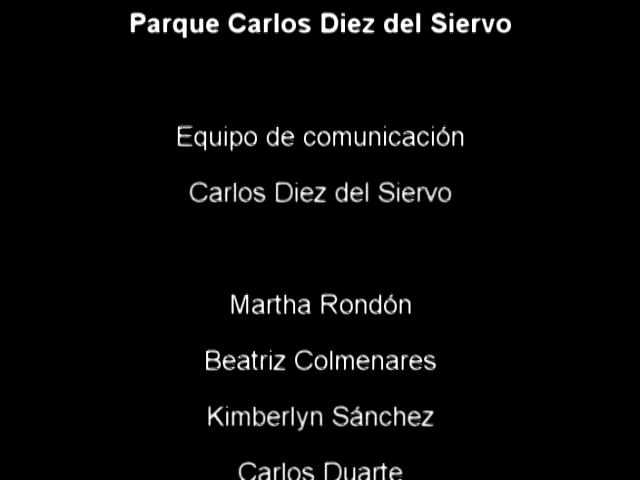 Parque Carlos Diez del Siervo
Equipo de comunicación
Carlos Diez del Siervo
Martha Rondón
Beatriz Colmenares
Kimberlyn Sánchez
Carlos Duarte